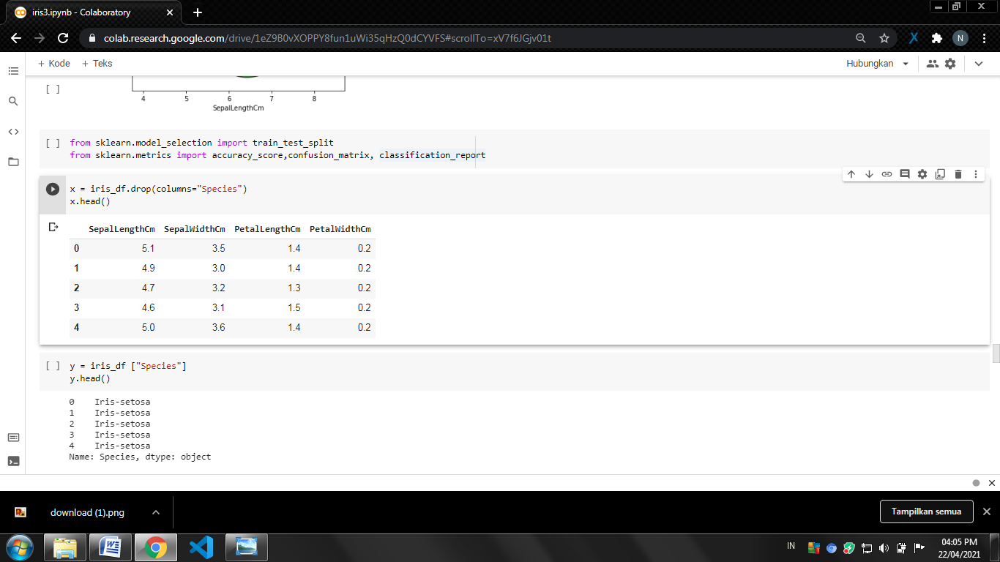 iris3.ipynb - Colaboratory
colab.research.google.com/drive/1eZ9B0vXOPPY8fun1uWi35qHzQ0dCYVFS#scrollTo=xV7f6JGjv01t
N
+ Kode + Teks
Hubungkan
[ ]
4 5 6 7 8
SepalLengthCm
[ ] from sklearn.model_selection import train_test_split
from sklearn.metrics import accuracy_score,confusion_matrix, classification_report
x = iris_df.drop(columns="Species")
x.head()
SepalLengthCm SepalWidthCm PetalLengthCm PetalWidthCm
0 5.1 3.5 1.4 0.2
1 4.9 3.0 1.4 0.2
2 4.7 3.2 1.3 0.2
3 4.6 3.1 1.5 0.2
4 5.0 3.6 1.4 0.2
[ ] y = iris_df ["Species"]
y.head()
0 Iris-setosa
1 Iris-setosa
2 Iris-setosa
3 Iris-setosa
4 Iris-setosa
Name: Species, dtype: object
download (1).png
Tampilkan semua
IN
04:05 PM
22/04/2021